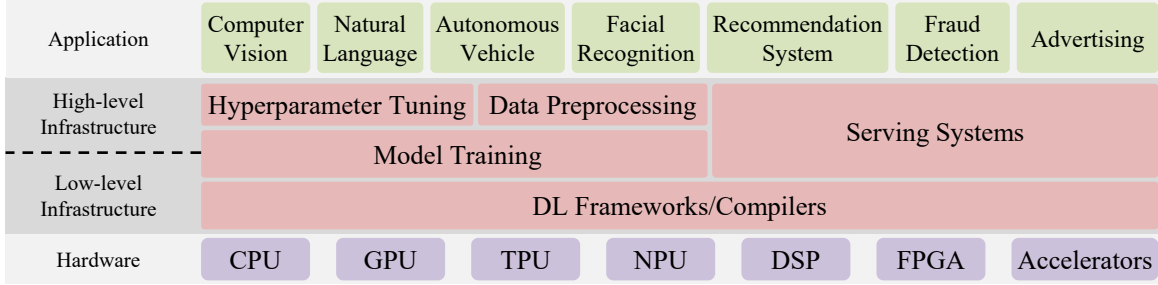 Application
Computer
Vision
Natural
Language
Autonomous
Vehicle
Facial
Recognition
Recommendation
System
Fraud
Detection
Advertising
High-level
Infrastructure
Hyperparameter Tuning
Data Preprocessing
Serving Systems
Model Training
Low-level
Infrastructure
DL Frameworks/Compilers
Hardware
CPU
GPU
TPU
NPU
DSP
FPGA
Accelerators